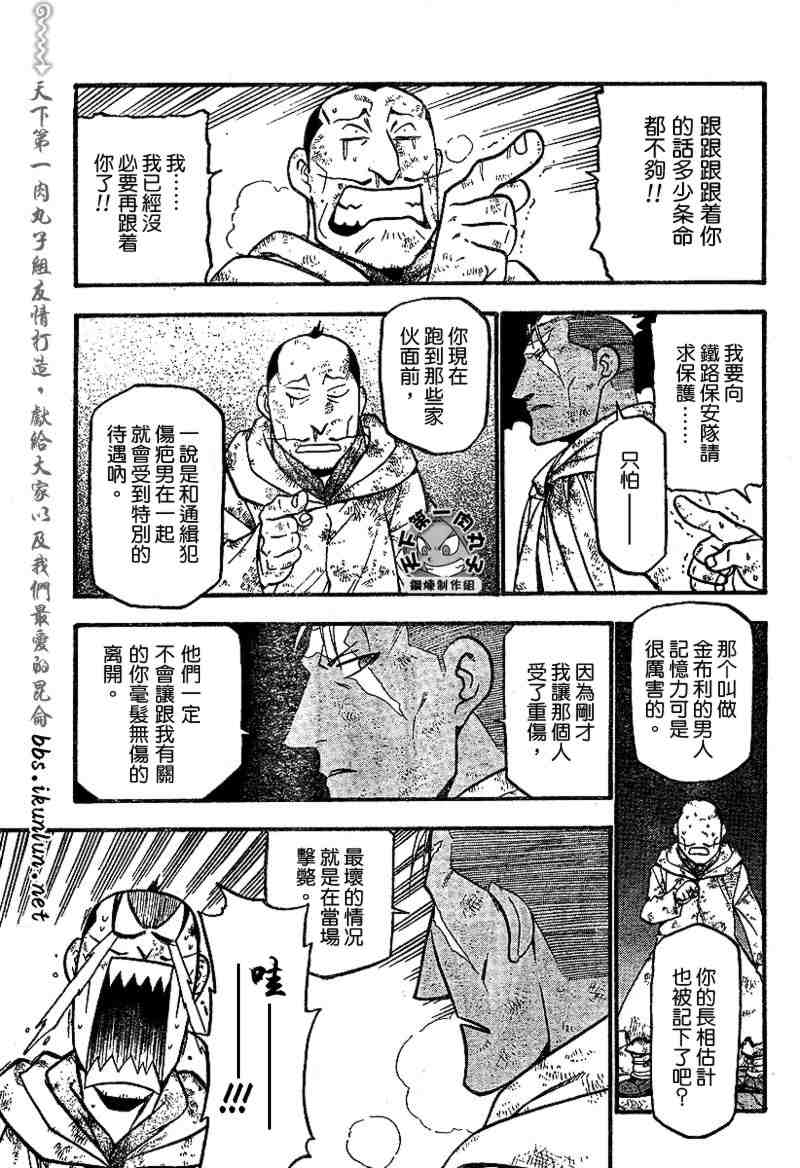 跟跟跟跟着你
的話多少条命
都不夠!!
我……
我已經沒
必要再跟着
你了!!
我要向
鐵路保安隊請
求保護……
只怕——
你現在
跑到那些家
伙面前，
一說是和通緝犯
傷疤男在一起
就會受到特別的
待遇吶。
那个叫做
金布利的男人
記憶力可是
很厲害的。
你的長相估計
也被記下了吧？
因為剛才
我讓那個人
受了重傷，
他們一定
不會讓跟我有關
的你毫髮無傷的
离開。
最壞的情况
就是在當場
擊斃。
哇——!!!
天下第一肉丸子
鋼煉制作組
天下第一肉丸子組友情打造，獻給大家以及我們最愛的昆侖
bbs.ikunlun.net